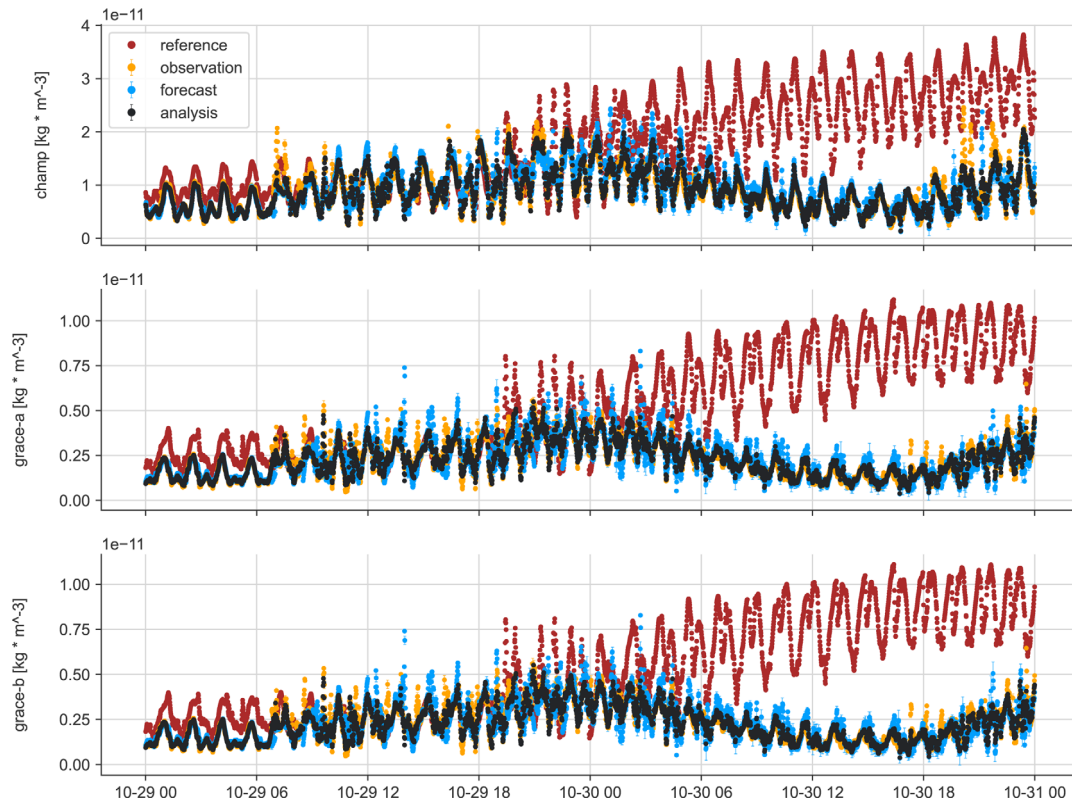 1e−11
4
3
2
1
0
champ [kg * m^-3]
reference
observation
forecast
analysis
1e−11
1.00
0.75
0.50
0.25
0.00
grace-a [kg * m^-3]
1e−11
1.00
0.75
0.50
0.25
0.00
grace-b [kg * m^-3]
10-29 00 10-29 06 10-29 12 10-29 18 10-30 00 10-30 06 10-30 12 10-30 18 10-31 00